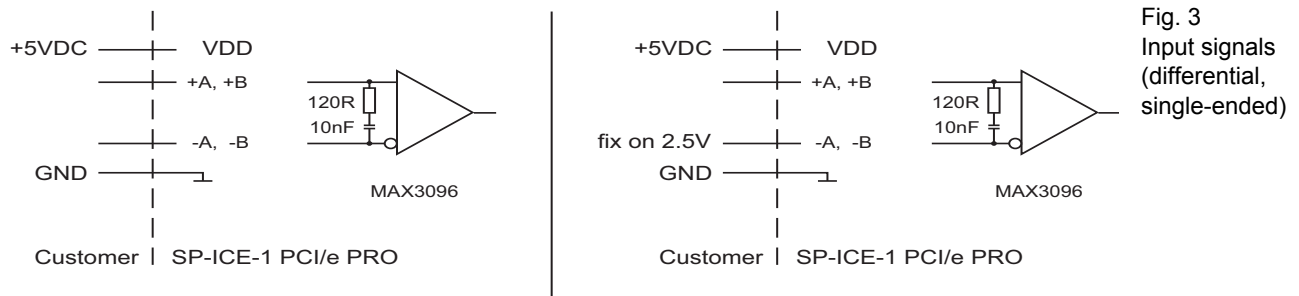 +5VDC VDD
+A, +B
120R
10nF
-A, -B
GND
MAX3096
Customer SP-ICE-1 PCI/e PRO
+5VDC VDD
+A, +B
120R
10nF
fix on 2.5V -A, -B
GND
MAX3096
Customer SP-ICE-1 PCI/e PRO
Fig. 3
Input signals
(differential,
single-ended)